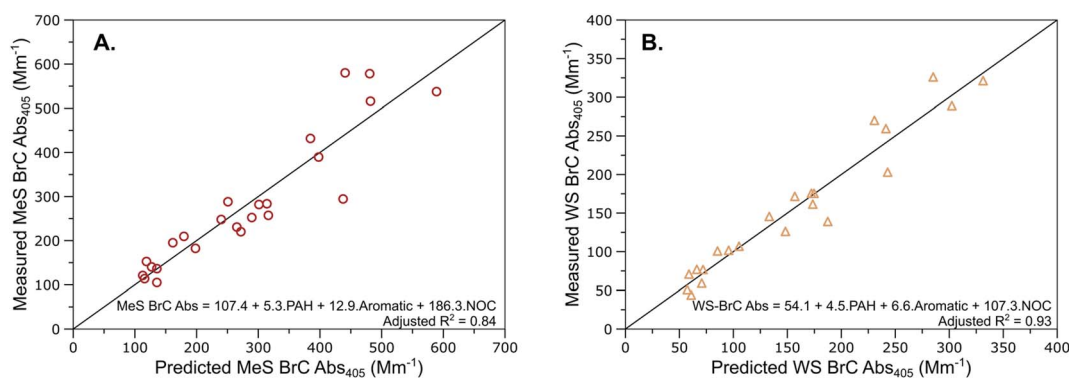 A.
700
600
500
400
300
200
100
0
Measured MeS BrC Abs₄₀₅ (Mm⁻¹)
MeS BrC Abs = 107.4 + 5.3.PAH + 12.9.Aromatic + 186.3.NOC
Adjusted R² = 0.84
0 100 200 300 400 500 600 700
Predicted MeS BrC Abs₄₀₅ (Mm⁻¹)
B.
400
350
300
250
200
150
100
50
0
Measured WS BrC Abs₄₀₅ (Mm⁻¹)
WS-BrC Abs = 54.1 + 4.5.PAH + 6.6.Aromatic + 107.3.NOC
Adjusted R² = 0.93
0 50 100 150 200 250 300 350 400
Predicted WS BrC Abs₄₀₅ (Mm⁻¹)